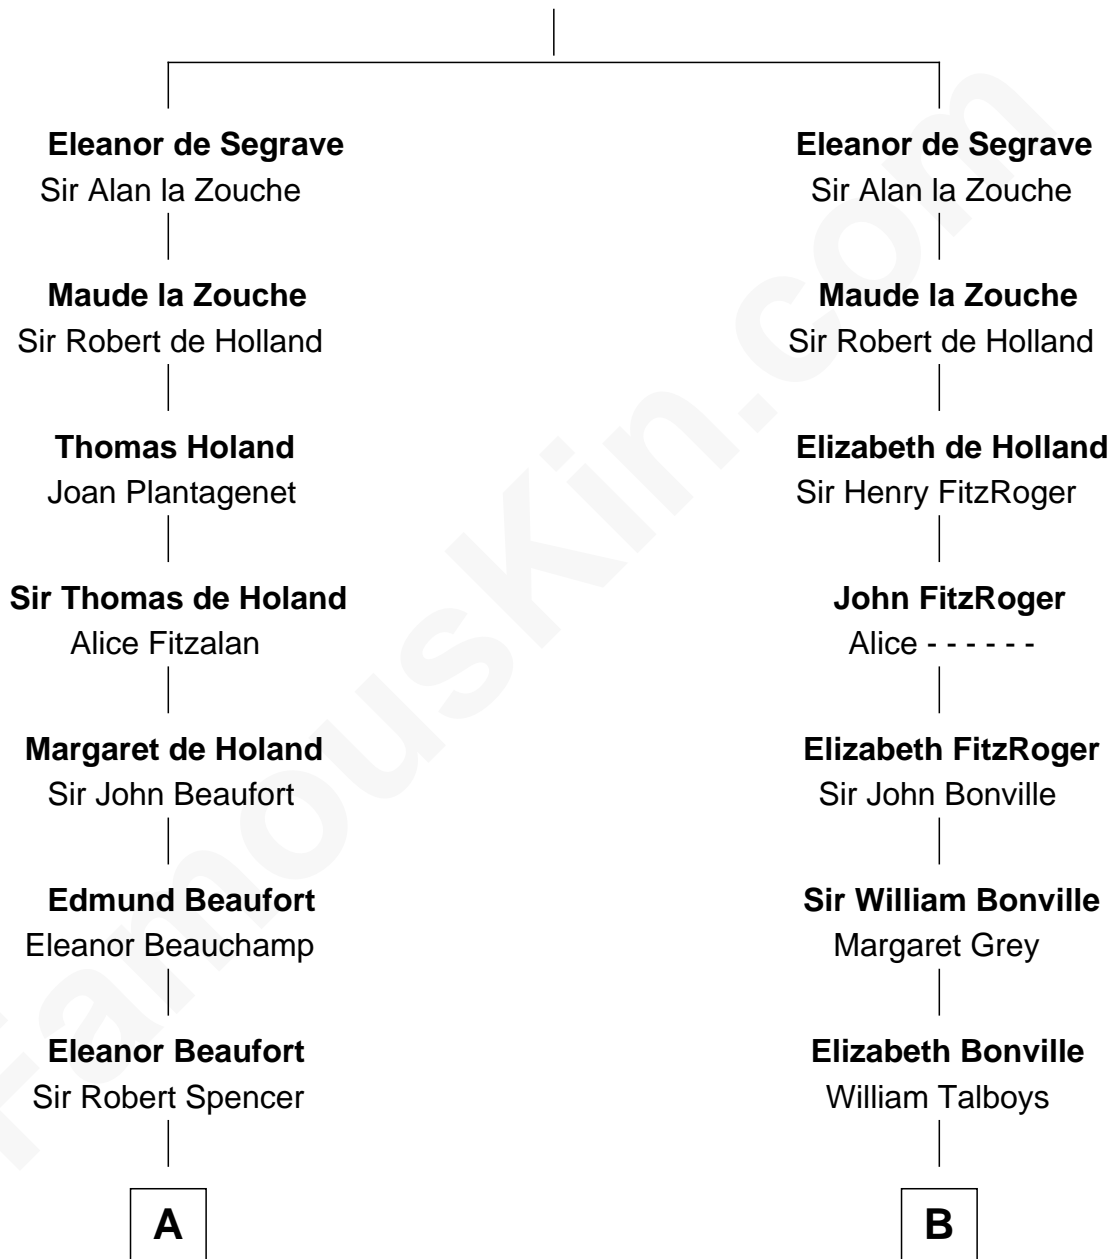 Eleanor de Segrave
Sir Alan la Zouche
Maude la Zouche
Sir Robert de Holland
Thomas Holand
Joan Plantagenet
Sir Thomas de Holand
Alice Fitzalan
Margaret de Holand
Sir John Beaufort
Edmund Beaufort
Eleanor Beauchamp
Eleanor Beaufort
Sir Robert Spencer
A
Eleanor de Segrave
Sir Alan la Zouche
Maude la Zouche
Sir Robert de Holland
Elizabeth de Holland
Sir Henry FitzRoger
John FitzRoger
Alice - - - - - -
Elizabeth FitzRoger
Sir John Bonville
Sir William Bonville
Margaret Grey
Elizabeth Bonville
William Talboys
B
FamousKin.com